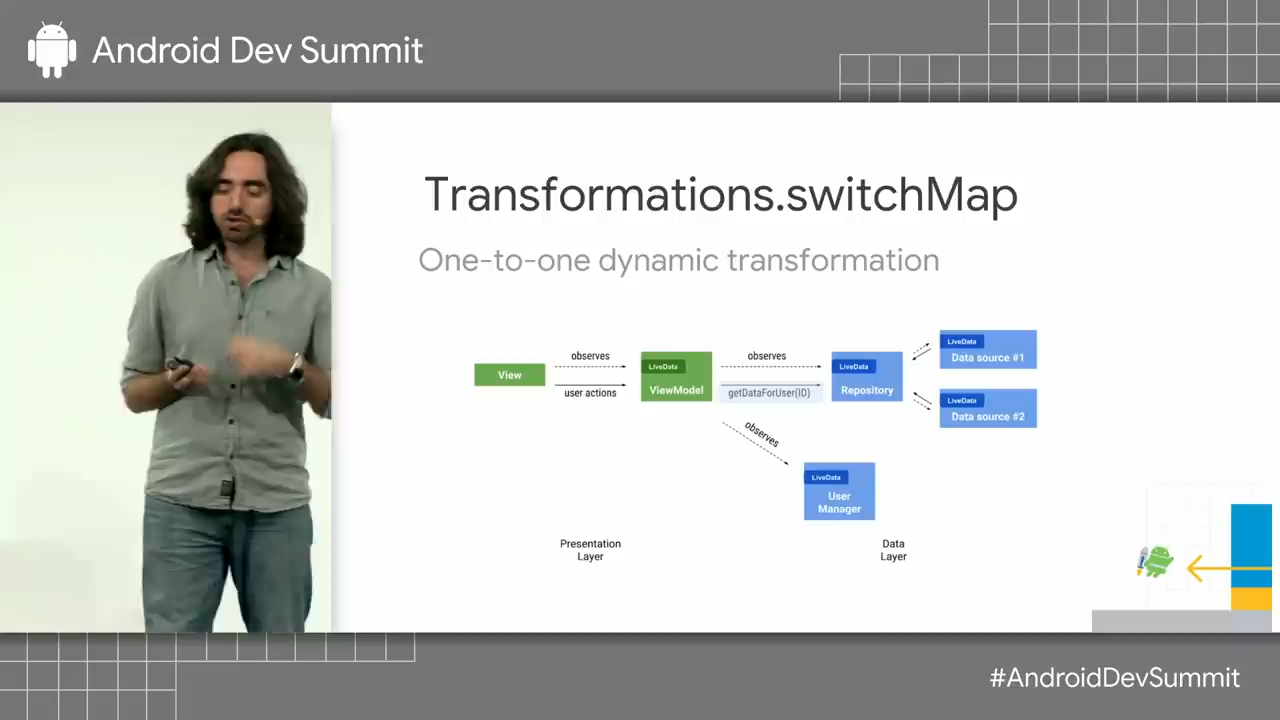 Android Dev Summit
Transformations.switchMap
One-to-one dynamic transformation
View
observes
user actions
LiveData
ViewModel
observes
getDataForUser(ID)
LiveData
Repository
LiveData
Data source #1
LiveData
Data source #2
observes
LiveData
User
Manager
Presentation
Layer
Data
Layer
#AndroidDevSummit